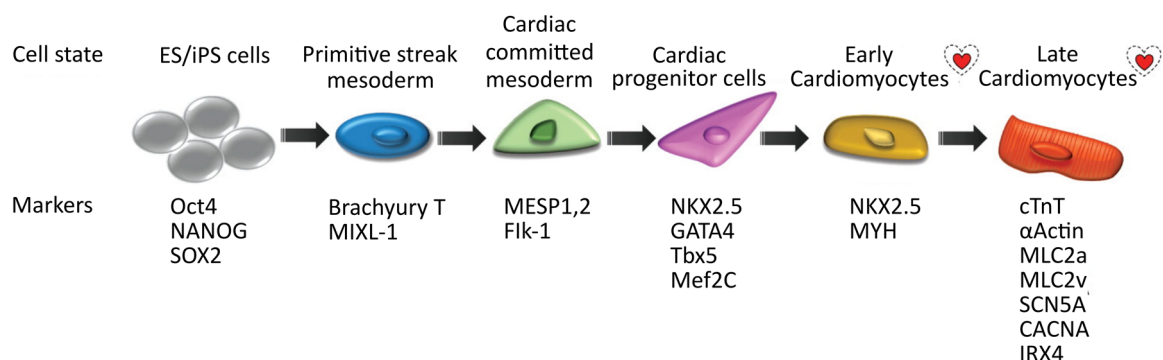 Cell state
ES/iPS cells
Primitive streak
mesoderm
Cardiac
committed
mesoderm
Cardiac
progenitor cells
Early
Cardiomyocytes
Late
Cardiomyocytes
Markers
Oct4
NANOG
SOX2
Brachyury T
MIXL-1
MESP1,2
Flk-1
NKX2.5
GATA4
Tbx5
Mef2C
NKX2.5
MYH
cTnT
αActin
MLC2a
MLC2v
SCN5A
CACNA
IRX4